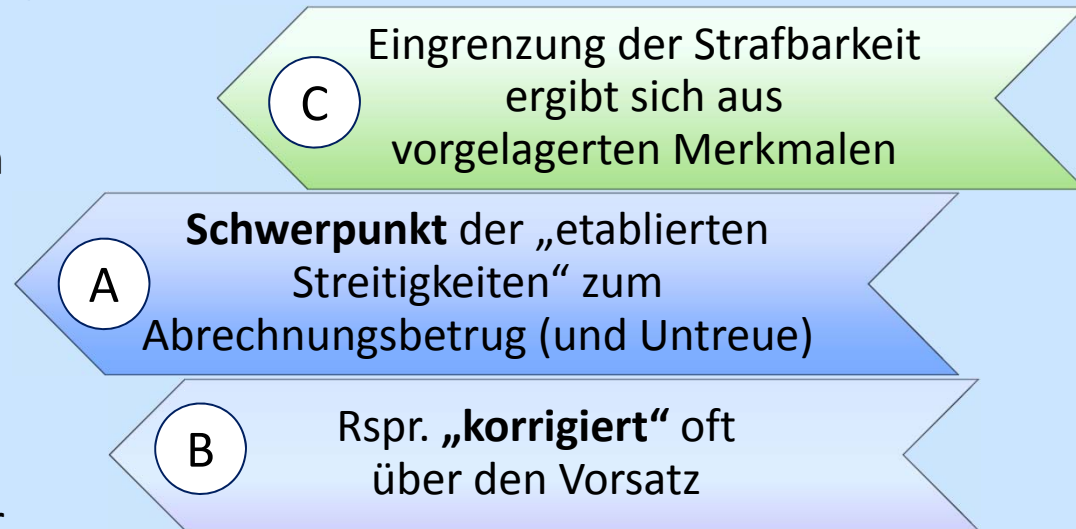 Eingrenzung der Strafbarkeit
C
ergibt sich aus
vorgelagerten Merkmalen
Schwerpunkt der „etablierten
A
Streitigkeiten“ zum
Abrechnungsbetrug (und Untreue)
Rspr. „korrigiert“ oft
B
über den Vorsatz